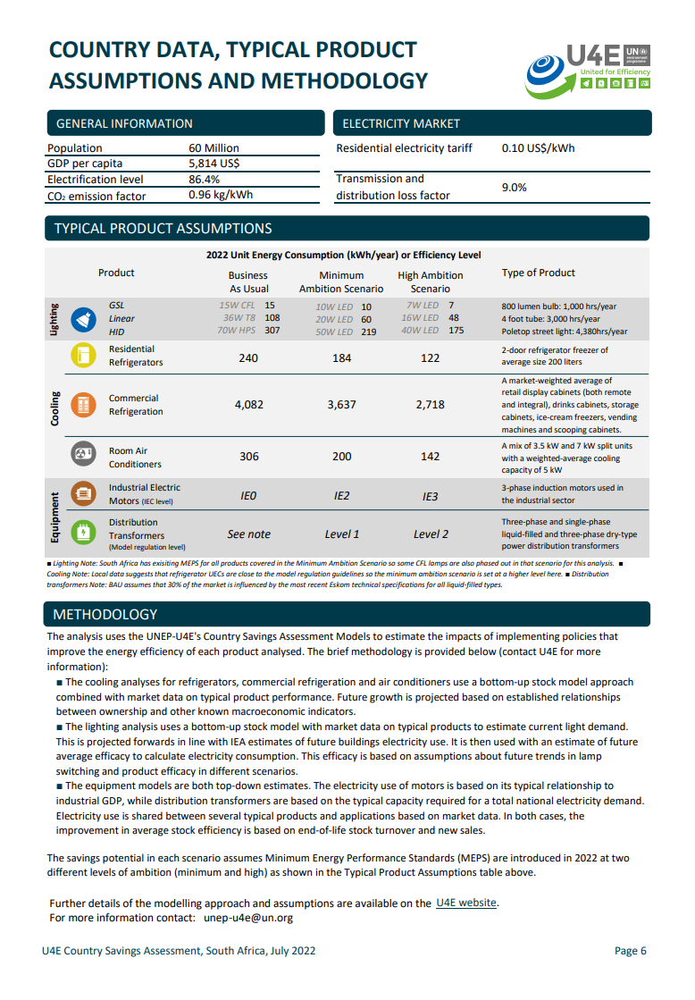 COUNTRY DATA, TYPICAL PRODUCT
ASSUMPTIONS AND METHODOLOGY
U4E
UN
environment
programme
United for Efficiency
GENERAL INFORMATION
Population 60 Million
GDP per capita 5,814 US$
Electrification level 86.4%
CO₂ emission factor 0.96 kg/kWh
ELECTRICITY MARKET
Residential electricity tariff 0.10 US$/kWh
Transmission and
distribution loss factor 9.0%
TYPICAL PRODUCT ASSUMPTIONS
2022 Unit Energy Consumption (kWh/year) or Efficiency Level
Product
Business
As Usual
Minimum
Ambition Scenario
High Ambition
Scenario
Type of Product
Lighting
GSL 15W CFL 15 10W LED 10 7W LED 7 800 lumen bulb: 1,000 hrs/year
Linear 36W T8 108 20W LED 60 16W LED 48 4 foot tube: 3,000 hrs/year
HID 70W HPS 307 50W LED 219 40W LED 175 Poletop street light: 4,380hrs/year
Cooling
Residential
Refrigerators
240 184 122
2-door refrigerator freezer of
average size 200 liters
Commercial
Refrigeration
4,082 3,637 2,718
A market-weighted average of
retail display cabinets (both remote
and integral), drinks cabinets, storage
cabinets, ice-cream freezers, vending
machines and scooping cabinets.
Room Air
Conditioners
306 200 142
A mix of 3.5 kW and 7 kW split units
with a weighted-average cooling
capacity of 5 kW
Equipment
Industrial Electric
Motors (IEC level)
IE0 IE2 IE3
3-phase induction motors used in
the industrial sector
Distribution
Transformers
(Model regulation level)
See note Level 1 Level 2
Three-phase and single-phase
liquid-filled and three-phase dry-type
power distribution transformers
■ Lighting Note: South Africa has exisiting MEPS for all products covered in the Minimum Ambition Scenario so some CFL lamps are also phased out in that scenario for this analysis. ■
Cooling Note: Local data suggests that refrigerator UECs are close to the model regulation guidelines so the minimum ambition scenario is set at a higher level here. ■ Distribution
transformers Note: BAU assumes that 30% of the market is influenced by the most recent Eskom technical specifications for all liquid-filled types.
METHODOLOGY
The analysis uses the UNEP-U4E's Country Savings Assessment Models to estimate the impacts of implementing policies that
improve the energy efficiency of each product analysed. The brief methodology is provided below (contact U4E for more
information):
■ The cooling analyses for refrigerators, commercial refrigeration and air conditioners use a bottom-up stock model approach
combined with market data on typical product performance. Future growth is projected based on established relationships
between ownership and other known macroeconomic indicators.
■ The lighting analysis uses a bottom-up stock model with market data on typical products to estimate current light demand.
This is projected forwards in line with IEA estimates of future buildings electricity use. It is then used with an estimate of future
average efficacy to calculate electricity consumption. This efficacy is based on assumptions about future trends in lamp
switching and product efficacy in different scenarios.
■ The equipment models are both top-down estimates. The electricity use of motors is based on its typical relationship to
industrial GDP, while distribution transformers are based on the typical capacity required for a total national electricity demand.
Electricity use is shared between several typical products and applications based on market data. In both cases, the
improvement in average stock efficiency is based on end-of-life stock turnover and new sales.
The savings potential in each scenario assumes Minimum Energy Performance Standards (MEPS) are introduced in 2022 at two
different levels of ambition (minimum and high) as shown in the Typical Product Assumptions table above.
Further details of the modelling approach and assumptions are available on the U4E website.
For more information contact: unep-u4e@un.org
U4E Country Savings Assessment, South Africa, July 2022 Page 6